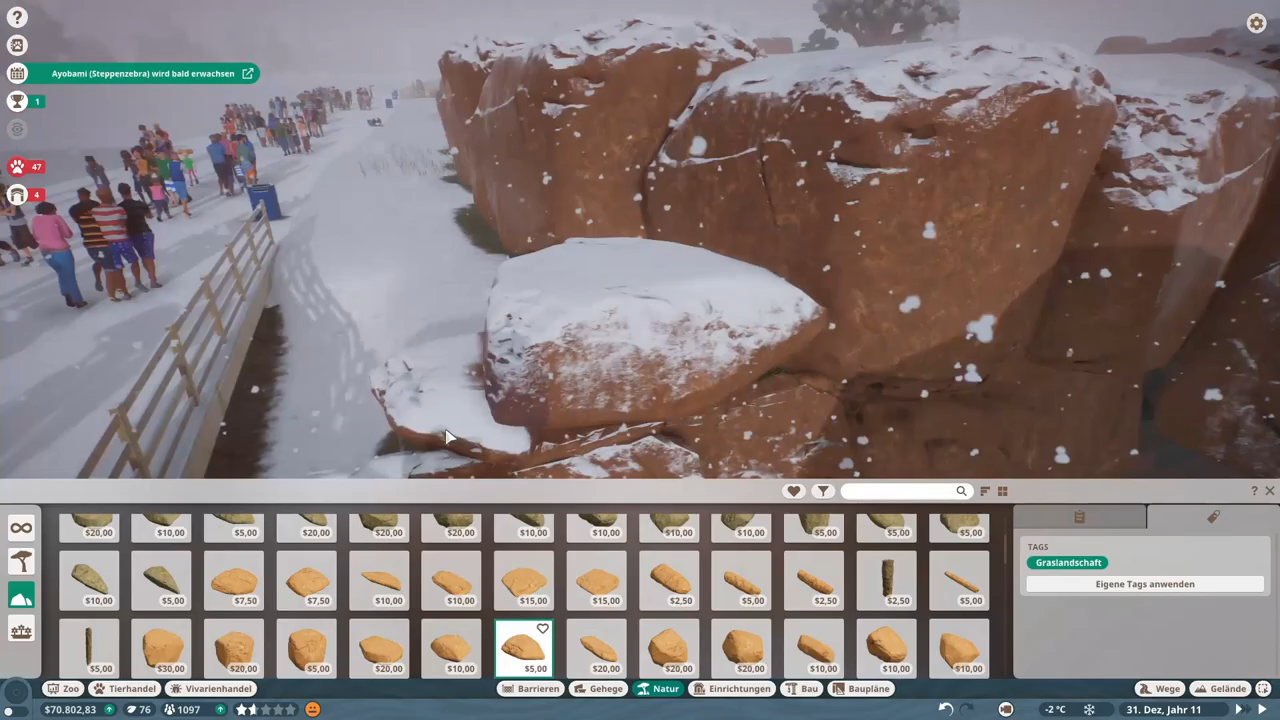 ?
Ayobami (Steppenzebra) wird bald erwachsen
1
47
4
?
$20,00 $10,00 $5,00 $20,00 $20,00 $20,00 $10,00 $5,00 $10,00 $10,00 $5,00 $5,00 $5,00
$10,00 $5,00 $7,50 $7,50 $10,00 $10,00 $15,00 $15,00 $2,50 $5,00 $2,50 $2,50 $5,00
$5,00 $30,00 $20,00 $5,00 $20,00 $10,00 $5,00 $20,00 $20,00 $20,00 $10,00 $10,00 $10,00
TAGS
Graslandschaft
Eigene Tags anwenden
Zoo Tierhandel Vivarienhandel Barrieren Gehege Natur Einrichtungen Bau Baupläne Wege Gelände
$70.802,83 76 1097 -2 °C 31. Dez, Jahr 11